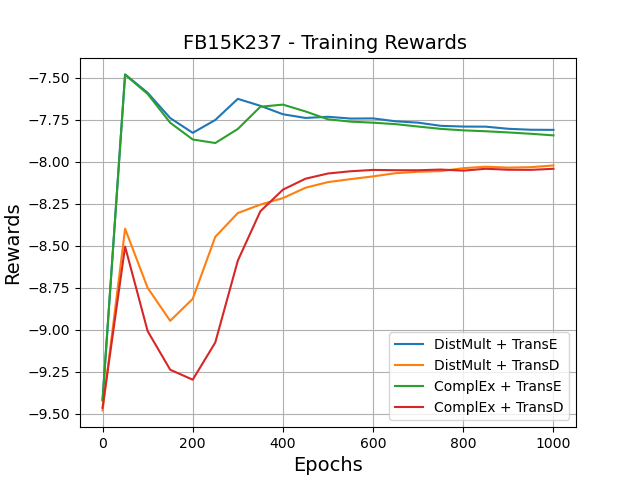 FB15K237 - Training Rewards
Rewards
−7.50
−7.75
−8.00
−8.25
−8.50
−8.75
−9.00
−9.25
−9.50
DistMult + TransE
DistMult + TransD
ComplEx + TransE
ComplEx + TransD
0 200 400 600 800 1000
Epochs